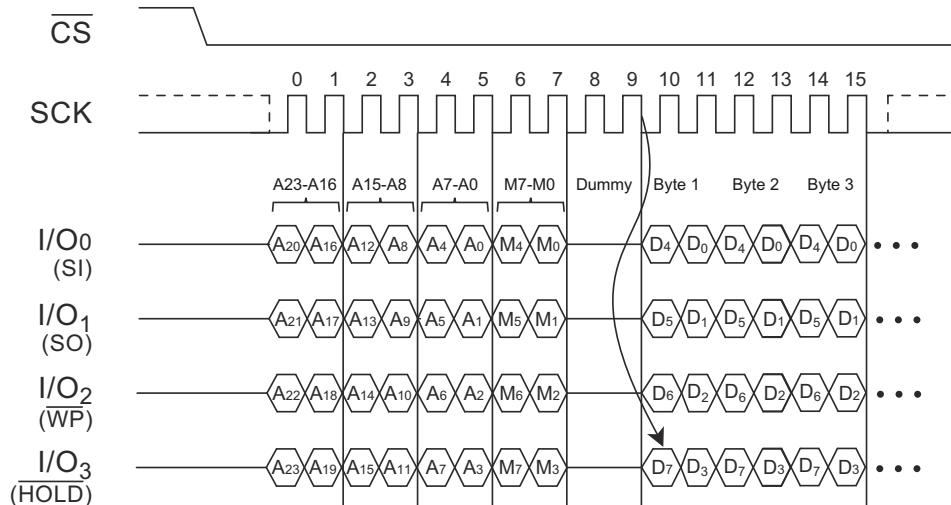 CS
0 1 2 3 4 5 6 7 8 9 10 11 12 13 14 15
SCK
A23-A16 A15-A8 A7-A0 M7-M0 Dummy Byte 1 Byte 2 Byte 3
I/O0 A20 A16 A12 A8 A4 A0 M4 M0 D4 D0 D4 D0 D4 D0
(SI)
I/O1 A21 A17 A13 A9 A5 A1 M5 M1 D5 D1 D5 D1 D5 D1
(SO)
I/O2 A22 A18 A14 A10 A6 A2 M6 M2 D6 D2 D6 D2 D6 D2
(WP)
I/O3 A23 A19 A15 A11 A7 A3 M7 M3 D7 D3 D7 D3 D7 D3
(HOLD)